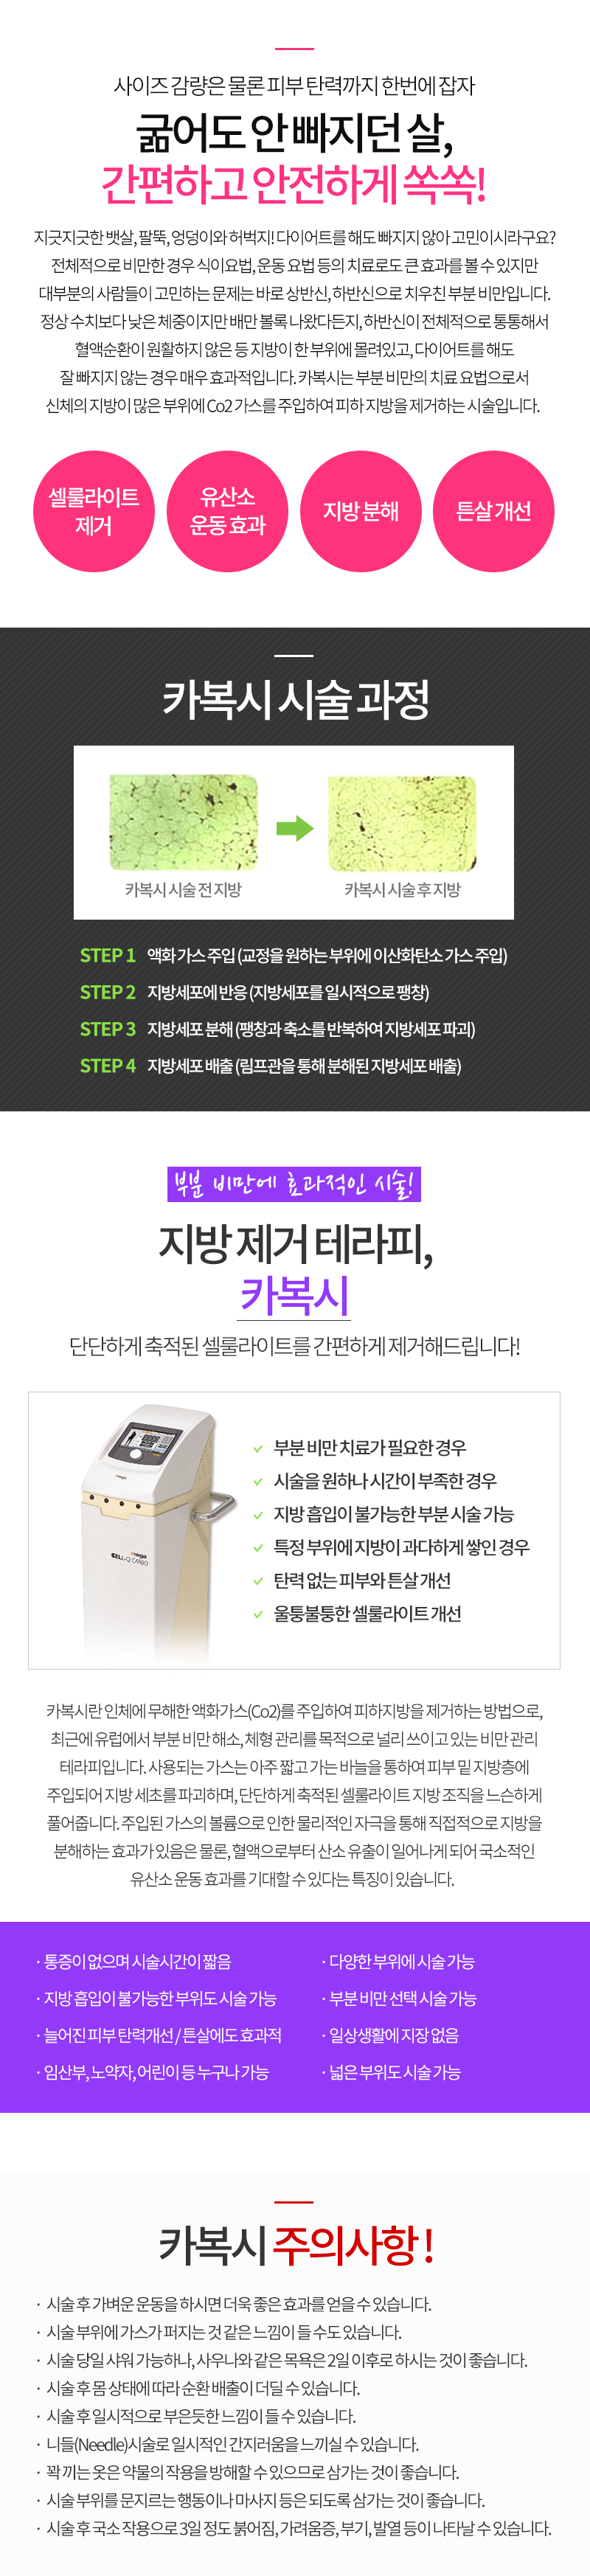 사이즈 감량은 물론 피부 탄력까지 한번에 잡자
굶어도 안 빠지던 살,
간편하고 안전하게 쏙쏙!
지긋지긋한 뱃살, 팔뚝, 엉덩이와 허벅지! 다이어트를 해도 빠지지 않아 고민이시라구요?
전체적으로 비만한 경우 식이요법, 운동 요법 등의 치료로도 큰 효과를 볼 수 있지만
대부분의 사람들이 고민하는 문제는 바로 상반신, 하반신으로 치우친 부분 비만입니다.
정상 수치보다 낮은 체중이지만 배만 볼록 나왔다든지, 하반신이 전체적으로 통통해서
혈액순환이 원활하지 않은 등 지방이 한 부위에 몰려있고, 다이어트를 해도
잘 빠지지 않는 경우 매우 효과적입니다. 카복시는 부분 비만의 치료 요법으로서
신체의 지방이 많은 부위에 Co2 가스를 주입하여 피하 지방을 제거하는 시술입니다.
셀룰라이트
제거
유산소
운동 효과
지방 분해
튼살 개선
카복시 시술 과정
카복시 시술 전 지방
카복시 시술 후 지방
STEP 1 액화 가스 주입 (교정을 원하는 부위에 이산화탄소 가스 주입)
STEP 2 지방세포에 반응 (지방세포를 일시적으로 팽창)
STEP 3 지방세포 분해 (팽창과 축소를 반복하여 지방세포 파괴)
STEP 4 지방세포 배출 (림프관을 통해 분해된 지방세포 배출)
부분 비만에 효과적인 시술!
지방 제거 테라피,
카복시
단단하게 축적된 셀룰라이트를 간편하게 제거해드립니다!
mega
CELL-Q CARBO
부분 비만 치료가 필요한 경우
시술을 원하나 시간이 부족한 경우
지방 흡입이 불가능한 부분 시술 가능
특정 부위에 지방이 과다하게 쌓인 경우
탄력 없는 피부와 튼살 개선
울퉁불퉁한 셀룰라이트 개선
카복시란 인체에 무해한 액화가스(Co2)를 주입하여 피하지방을 제거하는 방법으로,
최근에 유럽에서 부분 비만 해소, 체형 관리를 목적으로 널리 쓰이고 있는 비만 관리
테라피입니다. 사용되는 가스는 아주 짧고 가는 바늘을 통하여 피부 밑 지방층에
주입되어 지방 세초를 파괴하며, 단단하게 축적된 셀룰라이트 지방 조직을 느슨하게
풀어줍니다. 주입된 가스의 볼륨으로 인한 물리적인 자극을 통해 직접적으로 지방을
분해하는 효과가 있음은 물론, 혈액으로부터 산소 유출이 일어나게 되어 국소적인
유산소 운동 효과를 기대할 수 있다는 특징이 있습니다.
· 통증이 없으며 시술시간이 짧음
· 지방 흡입이 불가능한 부위도 시술 가능
· 늘어진 피부 탄력개선 / 튼살에도 효과적
· 임산부, 노약자, 어린이 등 누구나 가능
· 다양한 부위에 시술 가능
· 부분 비만 선택 시술 가능
· 일상생활에 지장 없음
· 넓은 부위도 시술 가능
카복시 주의사항 !
· 시술 후 가벼운 운동을 하시면 더욱 좋은 효과를 얻을 수 있습니다.
· 시술 부위에 가스가 퍼지는 것 같은 느낌이 들 수도 있습니다.
· 시술 당일 샤워 가능하나, 사우나와 같은 목욕은 2일 이후로 하시는 것이 좋습니다.
· 시술 후 몸 상태에 따라 순환 배출이 더딜 수 있습니다.
· 시술 후 일시적으로 부은듯한 느낌이 들 수 있습니다.
· 니들(Needle)시술로 일시적인 간지러움을 느끼실 수 있습니다.
· 꽉 끼는 옷은 약물의 작용을 방해할 수 있으므로 삼가는 것이 좋습니다.
· 시술 부위를 문지르는 행동이나 마사지 등은 되도록 삼가는 것이 좋습니다.
· 시술 후 국소 작용으로 3일 정도 붉어짐, 가려움증, 부기, 발열 등이 나타날 수 있습니다.